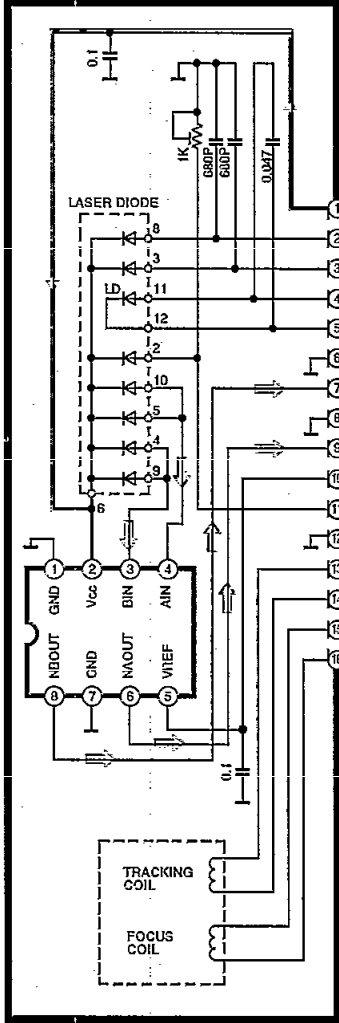 0.1
1K
680P
680P
0.047
LASER DIODE
8
3
LD
11
12
2
10
5
4
9
6
1
2
3
4
5
6
7
8
9
10
11
12
13
14
15
16
1 2 3 4
GND Vcc BIN AIN
NBOUT GND NAOUT VREF
8 7 6 5
0.1
TRACKING
COIL
FOCUS
COIL